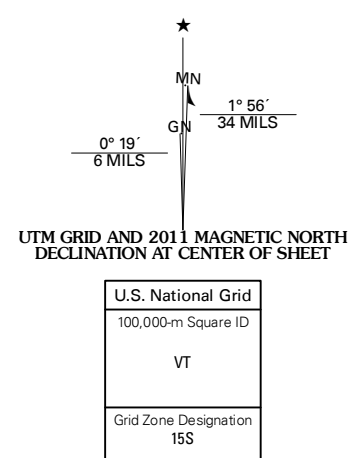 ★
MN
GN
1° 56´
34 MILS
0° 19´
6 MILS
UTM GRID AND 2011 MAGNETIC NORTH
DECLINATION AT CENTER OF SHEET
U.S. National Grid
100,000-m Square ID
VT
Grid Zone Designation
15S